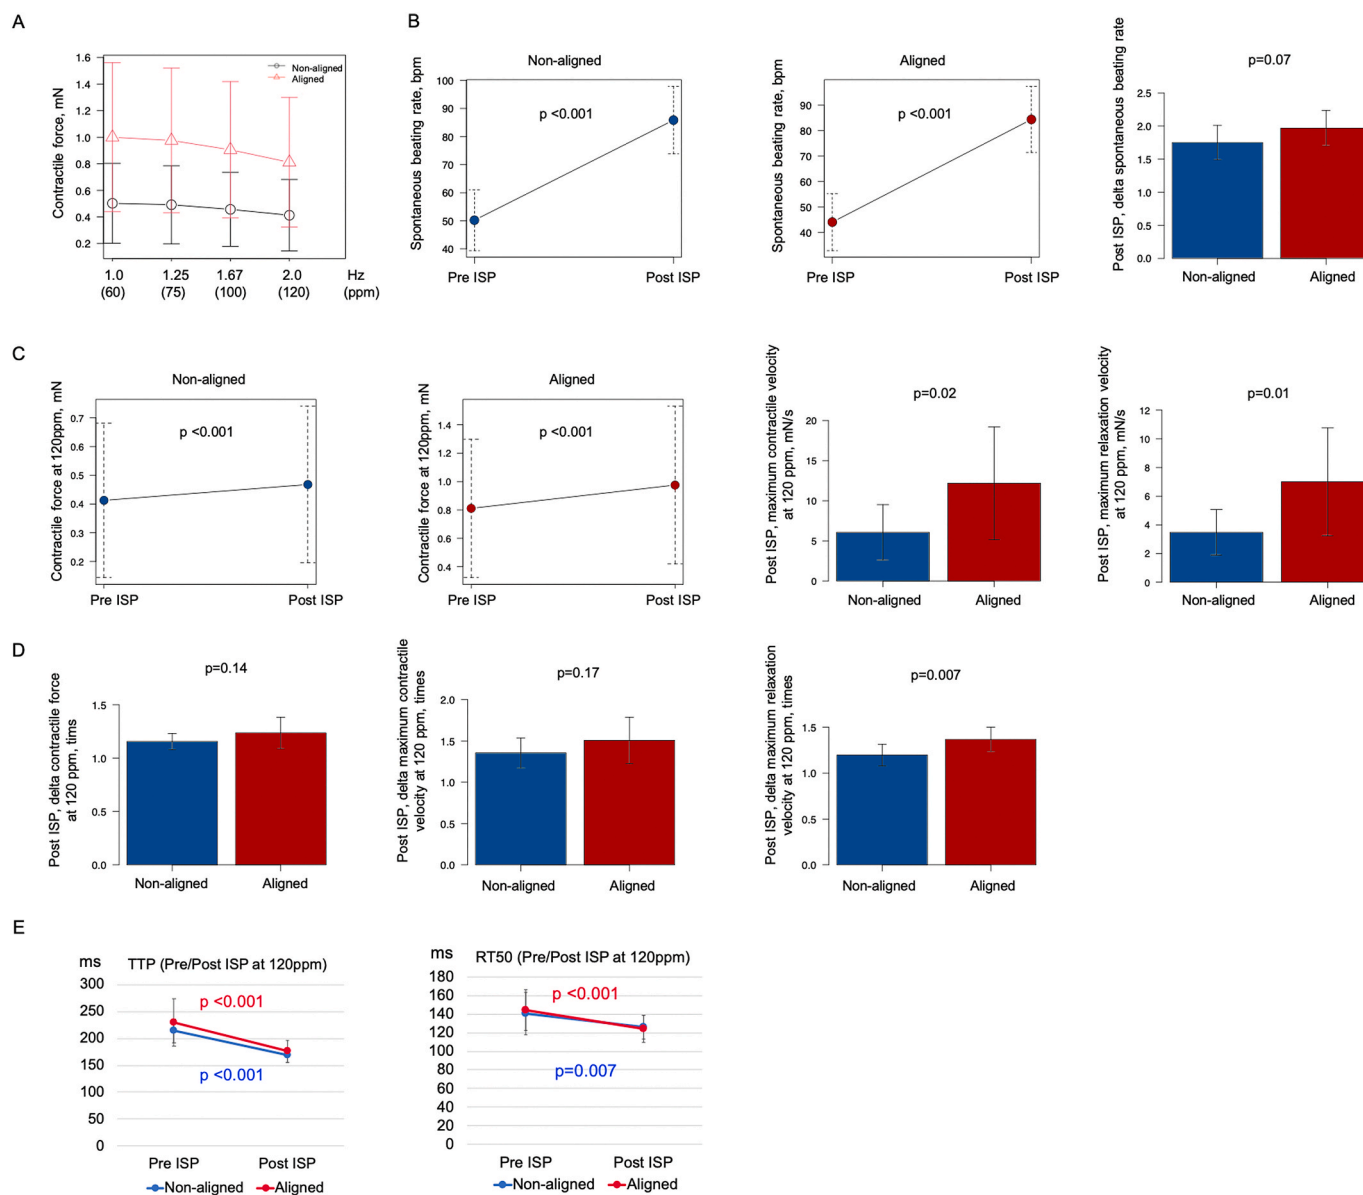 A
Contractile force, mN
1.6
1.4
1.2
1.0
0.8
0.6
0.4
0.2
Non-aligned
Aligned
1.0 1.25 1.67 2.0 Hz
(60) (75) (100) (120) (ppm)
B
Non-aligned
Spontaneous beating rate, bpm
100
90
80
70
60
50
40
p <0.001
Pre ISP Post ISP
Aligned
Spontaneous beating rate, bpm
90
80
70
60
50
40
p <0.001
Pre ISP Post ISP
p=0.07
Post ISP, delta spontaneous beating rate
2.5
2.0
1.5
1.0
0.5
0.0
Non-aligned Aligned
C
Non-aligned
Contractile force at 120ppm, mN
0.7
0.6
0.5
0.4
0.3
0.2
p <0.001
Pre ISP Post ISP
Aligned
Contractile force at 120ppm, mN
1.4
1.2
1.0
0.8
0.6
0.4
p <0.001
Pre ISP Post ISP
p=0.02
Post ISP, maximum contractile velocity
at 120 ppm, mN/s
20
15
10
5
0
Non-aligned Aligned
p=0.01
Post ISP, maximum relaxation velocity
at 120 ppm, mN/s
12
10
8
6
4
2
0
Non-aligned Aligned
D
p=0.14
Post ISP, delta contractile force
at 120 ppm, tims
1.5
1.0
0.5
0.0
Non-aligned Aligned
p=0.17
Post ISP, delta maximum contractile
velocity at 120 ppm, times
2.0
1.5
1.0
0.5
0.0
Non-aligned Aligned
p=0.007
Post ISP, delta maximum relaxation
velocity at 120 ppm, times
1.5
1.0
0.5
0.0
Non-aligned Aligned
E
ms TTP (Pre/Post ISP at 120ppm)
300
250
200
150
100
50
0
p <0.001
p <0.001
Pre ISP Post ISP
Non-aligned Aligned
ms RT50 (Pre/Post ISP at 120ppm)
180
160
140
120
100
80
60
40
20
0
p <0.001
p=0.007
Pre ISP Post ISP
Non-aligned Aligned